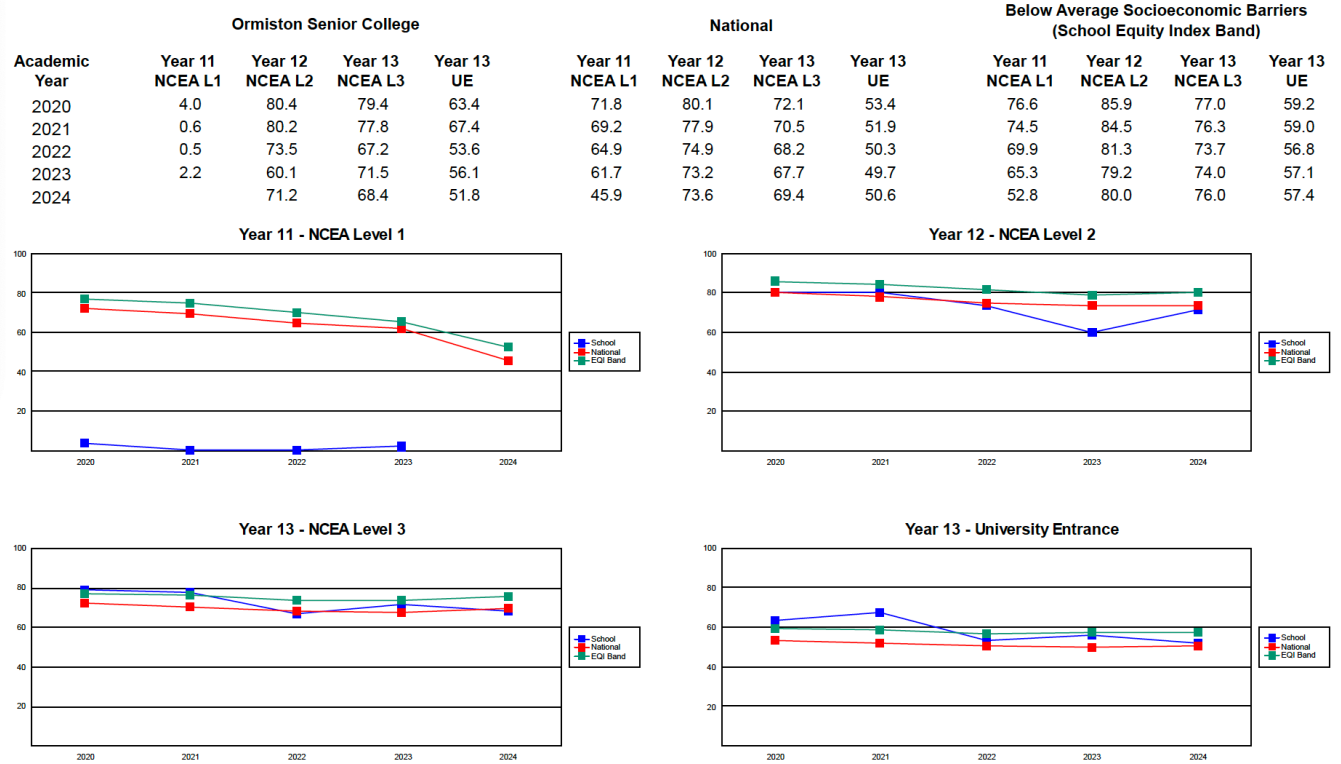 Ormiston Senior College National Below Average Socioeconomic Barriers
(School Equity Index Band)
Academic Year 11 Year 12 Year 13 Year 13 Year 11 Year 12 Year 13 Year 13 Year 11 Year 12 Year 13 Year 13
Year NCEA L1 NCEA L2 NCEA L3 UE NCEA L1 NCEA L2 NCEA L3 UE NCEA L1 NCEA L2 NCEA L3 UE
2020 4.0 80.4 79.4 63.4 71.8 80.1 72.1 53.4 76.6 85.9 77.0 59.2
2021 0.6 80.2 77.8 67.4 69.2 77.9 70.5 51.9 74.5 84.5 76.3 59.0
2022 0.5 73.5 67.2 53.6 64.9 74.9 68.2 50.3 69.9 81.3 73.7 56.8
2023 2.2 60.1 71.5 56.1 61.7 73.2 67.7 49.7 65.3 79.2 74.0 57.1
2024 71.2 68.4 51.8 45.9 73.6 69.4 50.6 52.8 80.0 76.0 57.4
Year 11 - NCEA Level 1
100
80
60
40
20
2020 2021 2022 2023 2024
School
National
EQI Band
Year 12 - NCEA Level 2
100
80
60
40
20
2020 2021 2022 2023 2024
School
National
EQI Band
Year 13 - NCEA Level 3
100
80
60
40
20
2020 2021 2022 2023 2024
School
National
EQI Band
Year 13 - University Entrance
100
80
60
40
20
2020 2021 2022 2023 2024
School
National
EQI Band